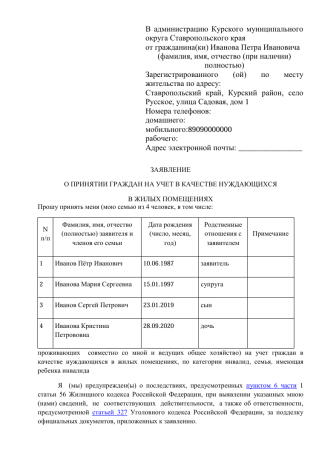 В администрацию Курского муниципального
округа Ставропольского края
от гражданина(ки) Иванова Петра Ивановича
(фамилия, имя, отчество (при наличии)
полностью)
Зарегистрированного (ой) по месту
жительства по адресу:
Ставропольский край, Курский район, село
Русское, улица Садовая, дом 1
Номера телефонов:
домашнего:
мобильного:89090000000
рабочего:
Адрес электронной почты: ________________
ЗАЯВЛЕНИЕ
О ПРИНЯТИИ ГРАЖДАН НА УЧЕТ В КАЧЕСТВЕ НУЖДАЮЩИХСЯ
В ЖИЛЫХ ПОМЕЩЕНИЯХ
Прошу принять меня (мою семью из 4 человек, в том числе:
N п/п | Фамилия, имя, отчество (полностью) заявителя и членов его семьи | Дата рождения (число, месяц, год) | Родственные отношения с заявителем | Примечание
1 Иванов Пётр Иванович 10.06.1987 заявитель
2 Иванова Мария Сергеевна 15.01.1997 супруга
3 Иванов Сергей Петрович 23.01.2019 сын
4 Иванова Кристина Петрововна 28.09.2020 дочь
проживающих совместно со мной и ведущих общее хозяйство) на учет граждан в
качестве нуждающихся в жилых помещениях, по категории инвалид, семья, имеющая
ребенка инвалида
Я (мы) предупрежден(ы) о последствиях, предусмотренных пунктом 6 части 1
статьи 56 Жилищного кодекса Российской Федерации, при выявлении указанных мною
(нами) сведений, не соответствующих действительности, а также об ответственности,
предусмотренной статьей 327 Уголовного кодекса Российской Федерации, за подделку
официальных документов, приложенных к заявлению.